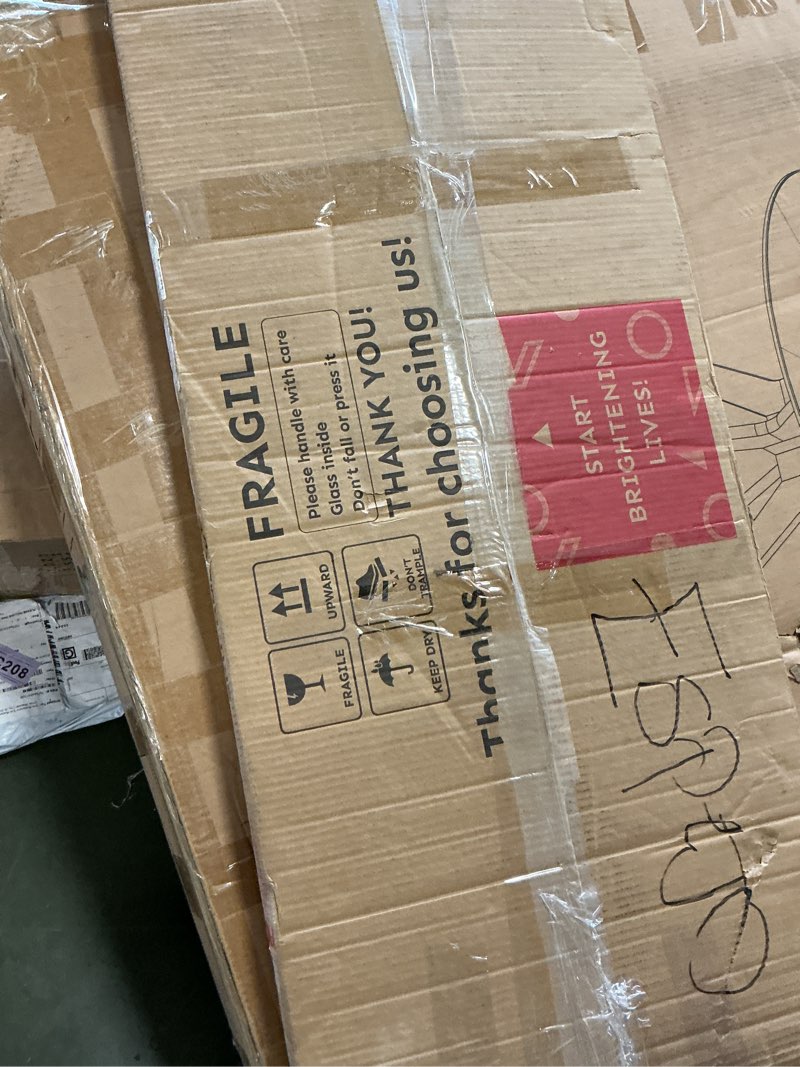 FRAGILE
Please handle with care
Glass inside
Don't fall or press it
THANK YOU!
Thanks for choosing us!
UPWARD
DON'T
TRAMPLE
FRAGILE
KEEP DRY
START
BRIGHTENING
LIVES!
208